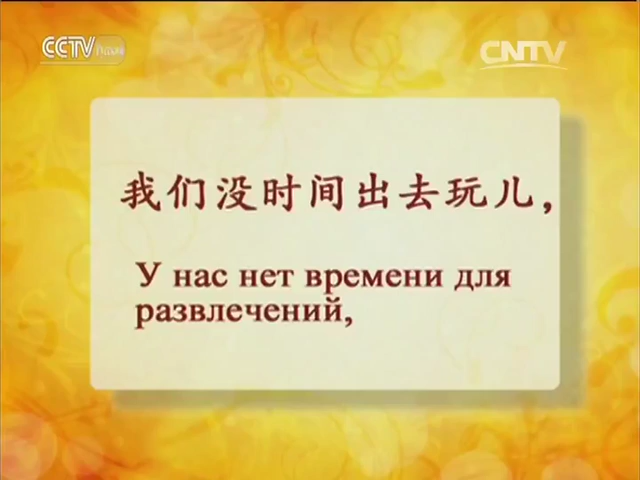 CCTV
CNTV
我们没时间出去玩儿，
У нас нет времени для
развлечений,